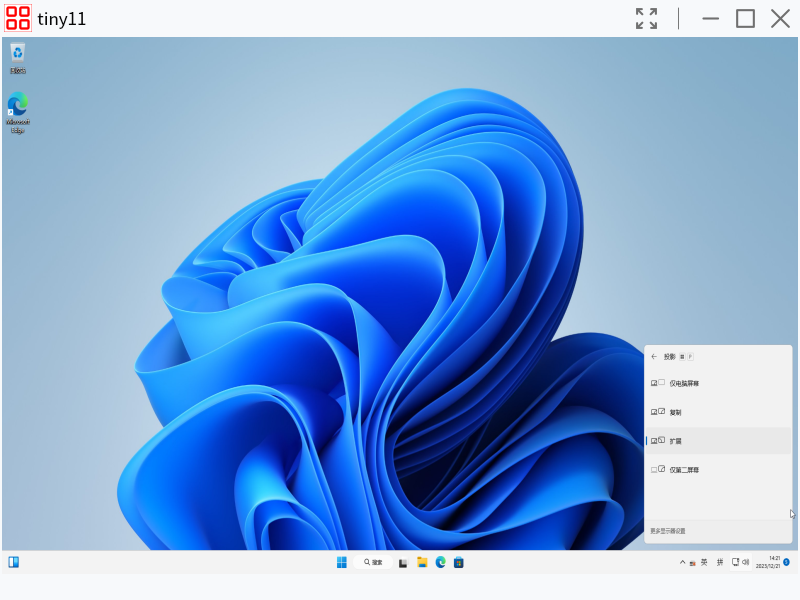 tiny11
回收站
Microsoft
Edge
投影 P
仅电脑屏幕
复制
扩展
仅第二屏幕
更多显示器设置
搜索
英
拼
14:21
2023/12/21